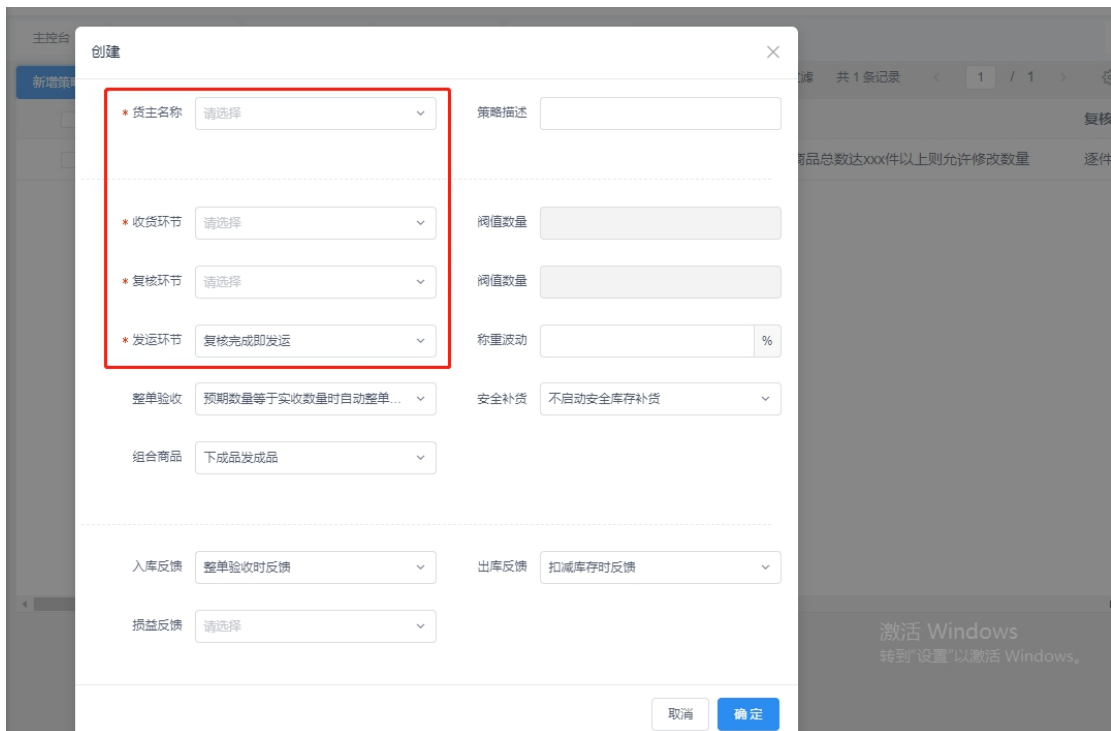 主控台
创建
新增策
滤 共 1 条记录 1 / 1
* 货主名称 请选择 策略描述
复核
商品总数达xxx件以上则允许修改数量 逐件
* 收货环节 请选择 阀值数量
* 复核环节 请选择 阀值数量
* 发运环节 复核完成即发运 称重波动 %
整单验收 预期数量等于实收数量时自动整单... 安全补货 不启动安全库存补货
组合商品 下成品发成品
入库反馈 整单验收时反馈 出库反馈 扣减库存时反馈
损益反馈 请选择
激活 Windows
转到"设置"以激活 Windows。
取消 确定